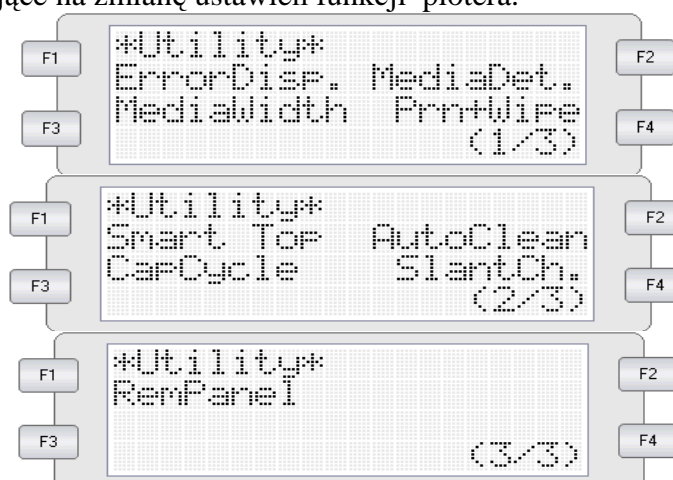 jące na zmianę ustawień funkcji plotera.
F1 *Utility* F2
ErrorDisp. MediaDet.
F3 MediaWidth Prn+Wipe F4
(1/3)
F1 *Utility* F2
Smart Top AutoClean
F3 CapCycle SlantCh. F4
(2/3)
F1 *Utility* F2
RemPanel
F3 (3/3) F4